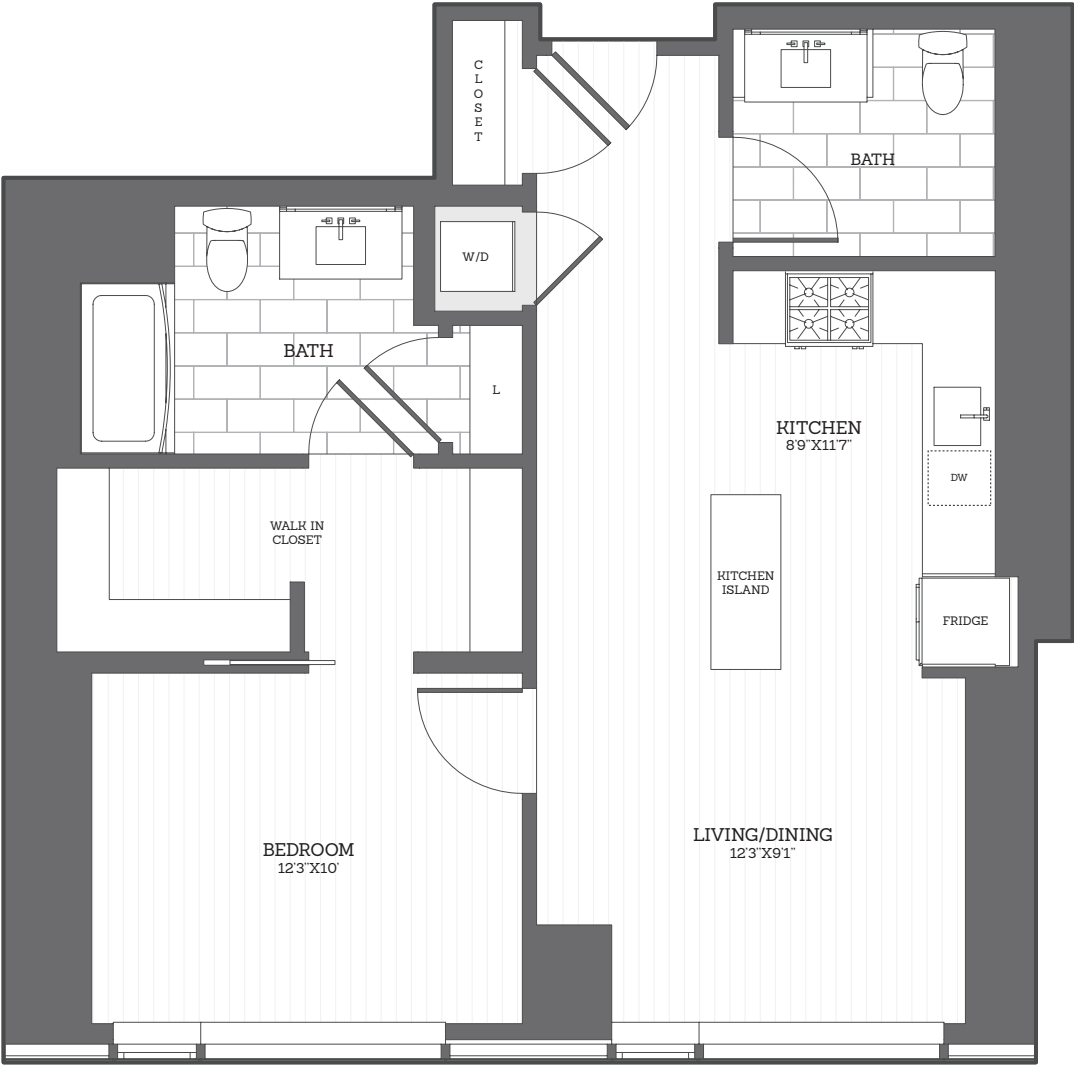 CLOSET
BATH
W/D
BATH
L
KITCHEN
8'9"X11'7"
DW
WALK IN
CLOSET
KITCHEN
ISLAND
FRIDGE
LIVING/DINING
12'3"X9'1"
BEDROOM
12'3"X10'